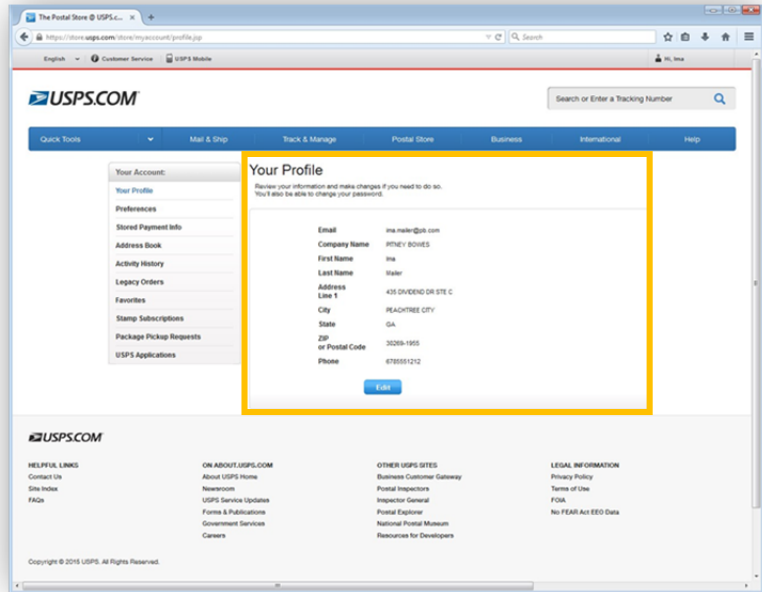 The Postal Store @ USPS.c...
https://store.usps.com/store/myaccount/profile.jsp
Search
English
Customer Service
USPS Mobile
Hi, Ima
USPS.COM
Search or Enter a Tracking Number
Quick Tools
Mail & Ship
Track & Manage
Postal Store
Business
International
Help
Your Account:
Your Profile
Preferences
Stored Payment Info
Address Book
Activity History
Legacy Orders
Favorites
Stamp Subscriptions
Package Pickup Requests
USPS Applications
Your Profile
Review your information and make changes if you need to do so.
You'll also be able to change your password.
Email ima.mailer@pb.com
Company Name PITNEY BOWES
First Name Ima
Last Name Mailer
Address
Line 1 435 DIVIDEND DR STE C
City PEACHTREE CITY
State GA
ZIP
or Postal Code 30269-1955
Phone 6785551212
Edit
USPS.COM
HELPFUL LINKS
Contact Us
Site Index
FAQs
ON ABOUT.USPS.COM
About USPS Home
Newsroom
USPS Service Updates
Forms & Publications
Government Services
Careers
OTHER USPS SITES
Business Customer Gateway
Postal Inspectors
Inspector General
Postal Explorer
National Postal Museum
Resources for Developers
LEGAL INFORMATION
Privacy Policy
Terms of Use
FOIA
No FEAR Act EEO Data
Copyright © 2015 USPS. All Rights Reserved.